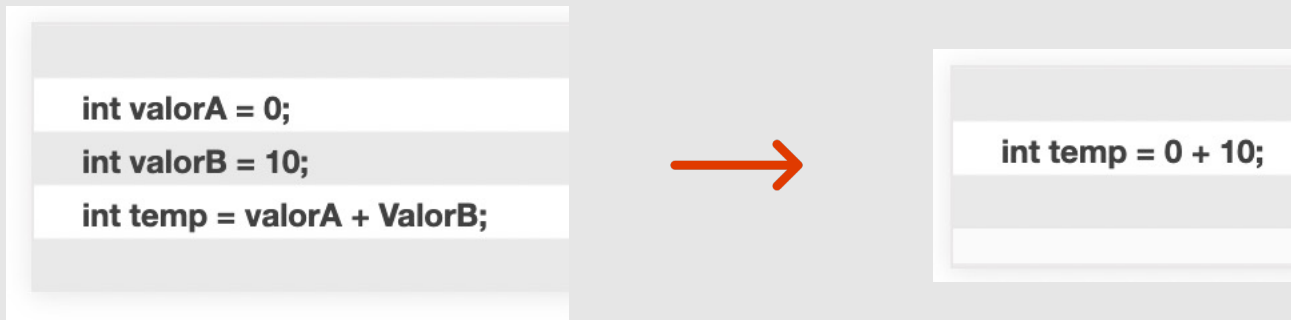 int valorA = 0;
int valorB = 10;
int temp = valorA + ValorB;
int temp = 0 + 10;